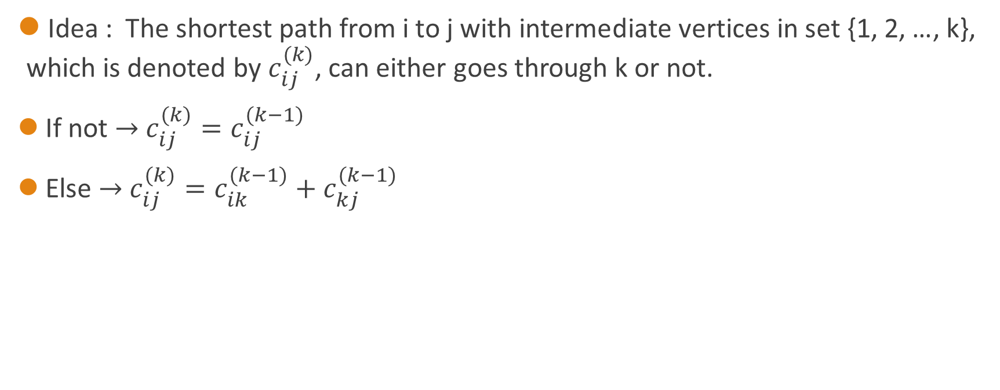 ● Idea :  The shortest path from i to j with intermediate vertices in set {1, 2, …, k},
which is denoted by $c_{ij}^{(k)}$, can either goes through k or not.
● If not → $c_{ij}^{(k)} = c_{ij}^{(k-1)}$
● Else → $c_{ij}^{(k)} = c_{ik}^{(k-1)} + c_{kj}^{(k-1)}$